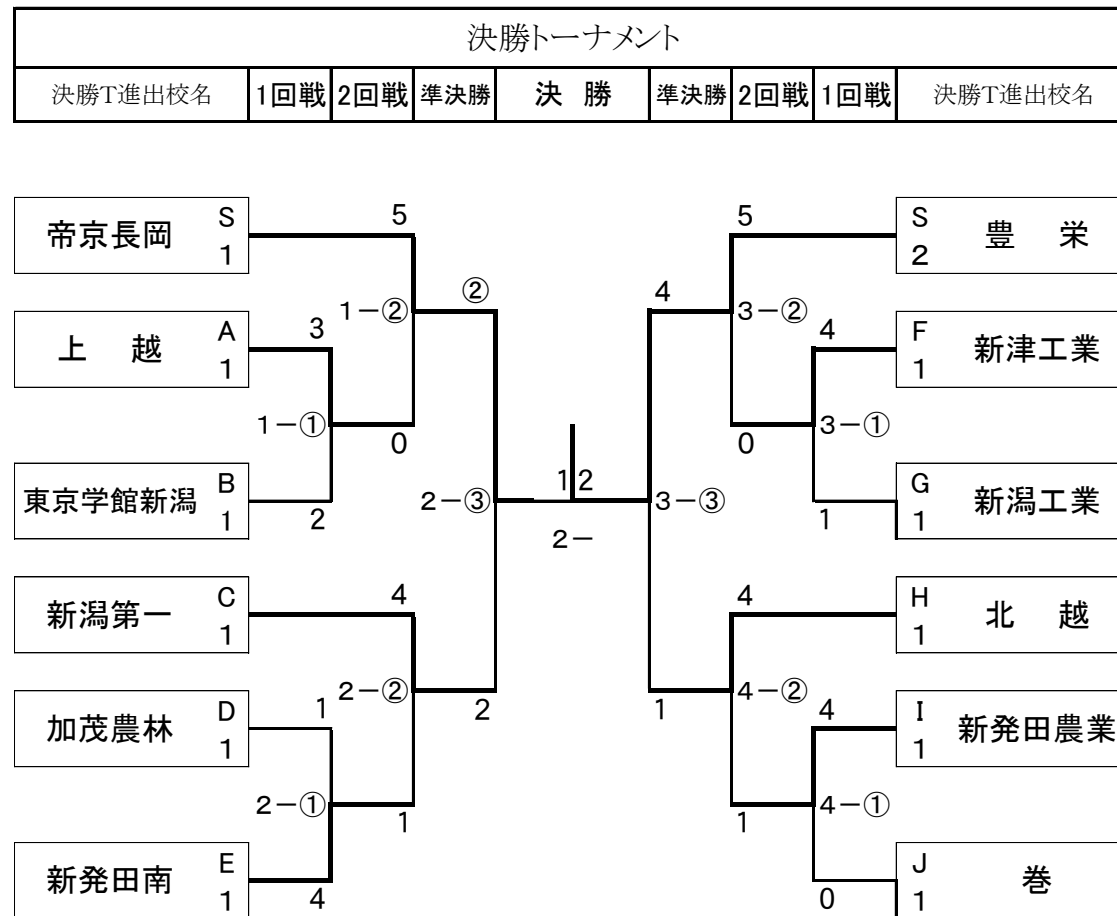 決勝トーナメント
決勝T進出校名 1回戦 2回戦 準決勝 決 勝 準決勝 2回戦 1回戦 決勝T進出校名
帝京長岡 S 1 5 5 S 2 豊 栄
1-② ② 4 3-②
上 越 A 1 3 4 F 1 新津工業
1-① 0 0 3-①
東京学館新潟 B 1 2 2-③ 1 2 3-③ 1 G 1 新潟工業
2-
新潟第一 C 1 4 4 H 1 北 越
2-② 2 1 4-②
加茂農林 D 1 1 4 I 1 新発田農業
2-① 1 1 4-①
新発田南 E 1 4 0 J 1 巻